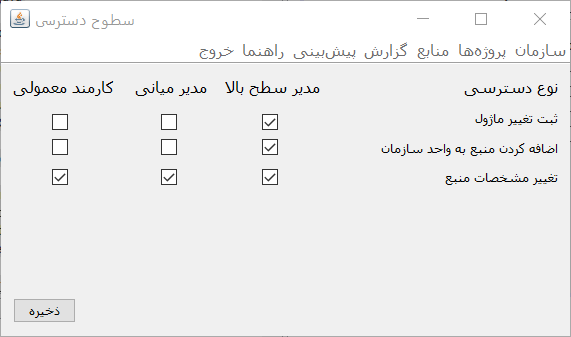 سطوح دسترسی
سازمان پروژه‌ها منابع گزارش پیش‌بینی راهنما خروج
نوع دسترسی مدیر سطح بالا مدیر میانی کارمند معمولی
ثبت تغییر ماژول
اضافه کردن منبع به واحد سازمان
تغییر مشخصات منبع
ذخیره